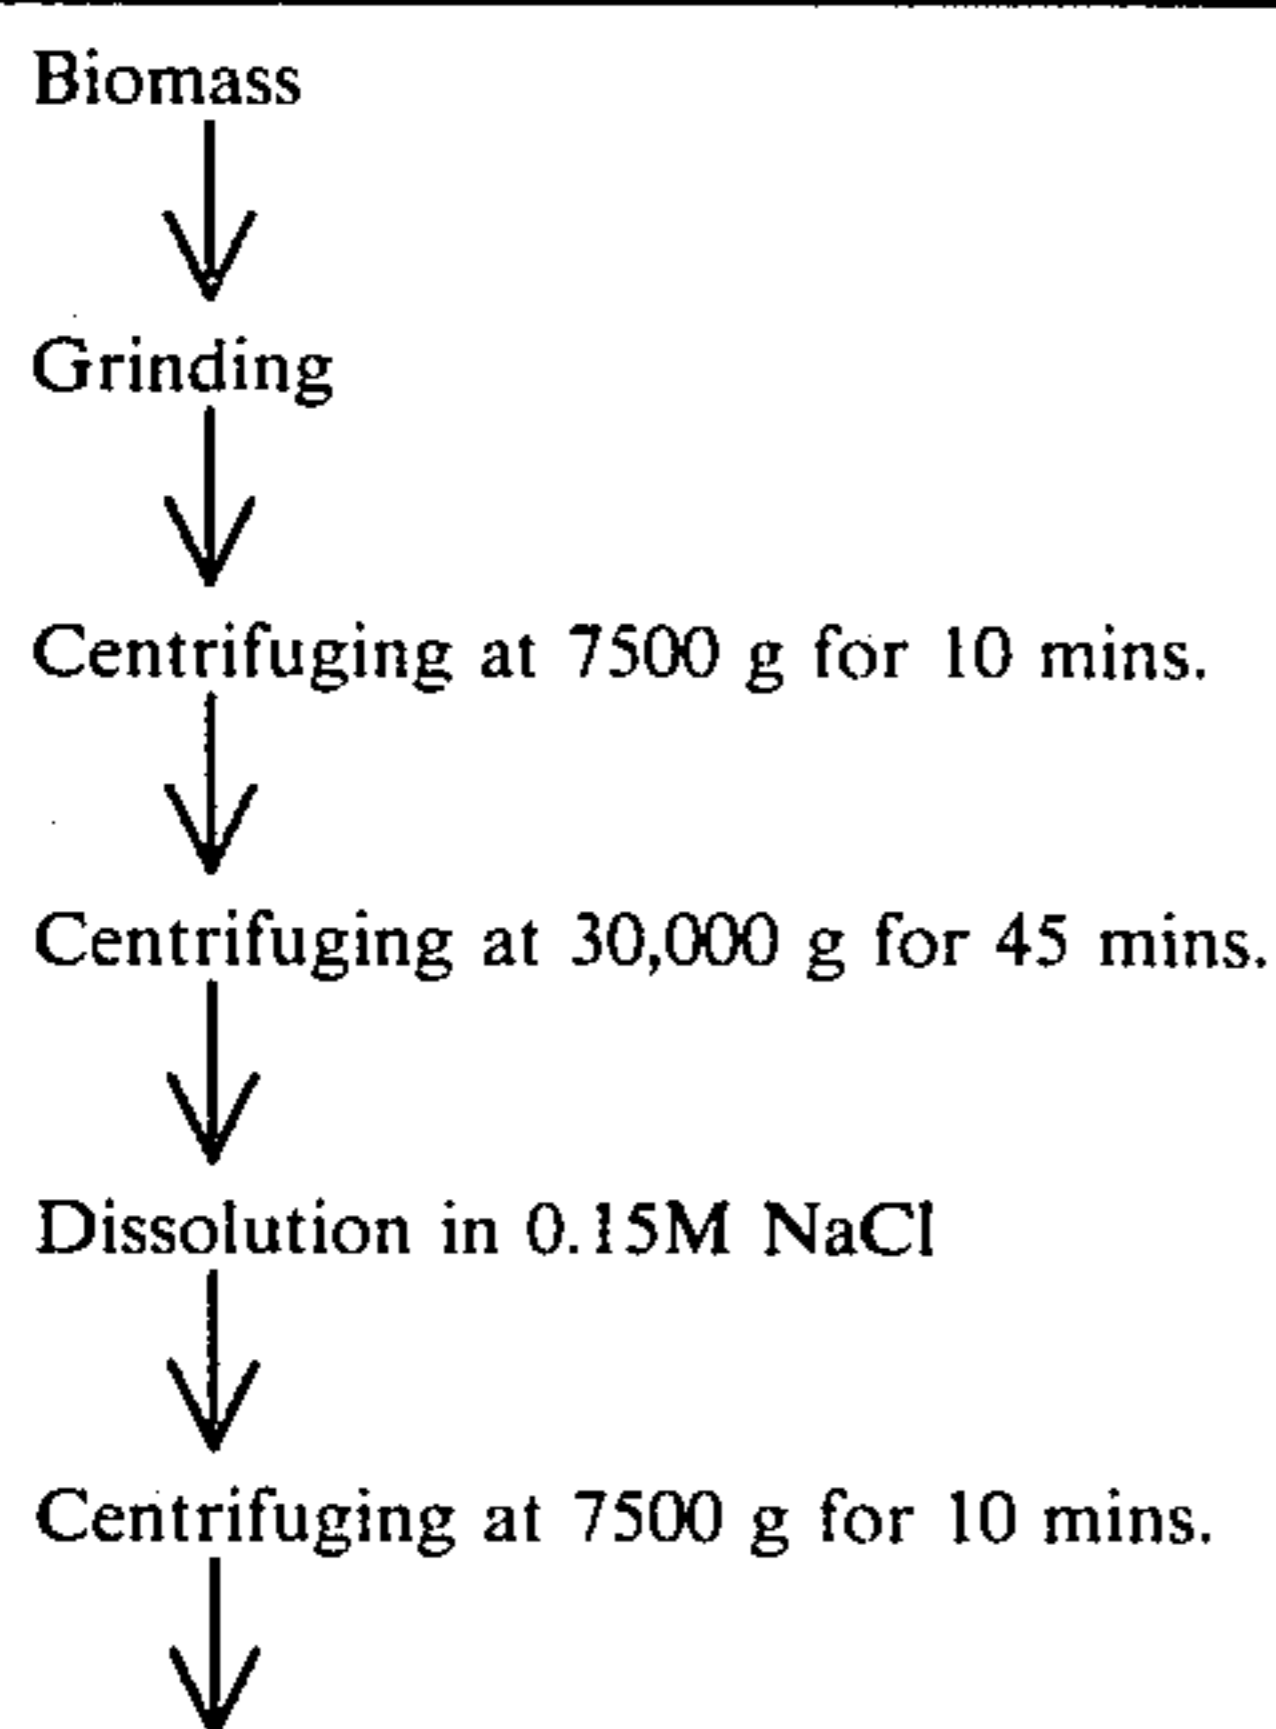 Biomass
Grinding
Centrifuging at 7500 g for 10 mins.
Centrifuging at 30,000 g for 45 mins.
Dissolution in 0.15M NaCl
Centrifuging at 7500 g for 10 mins.